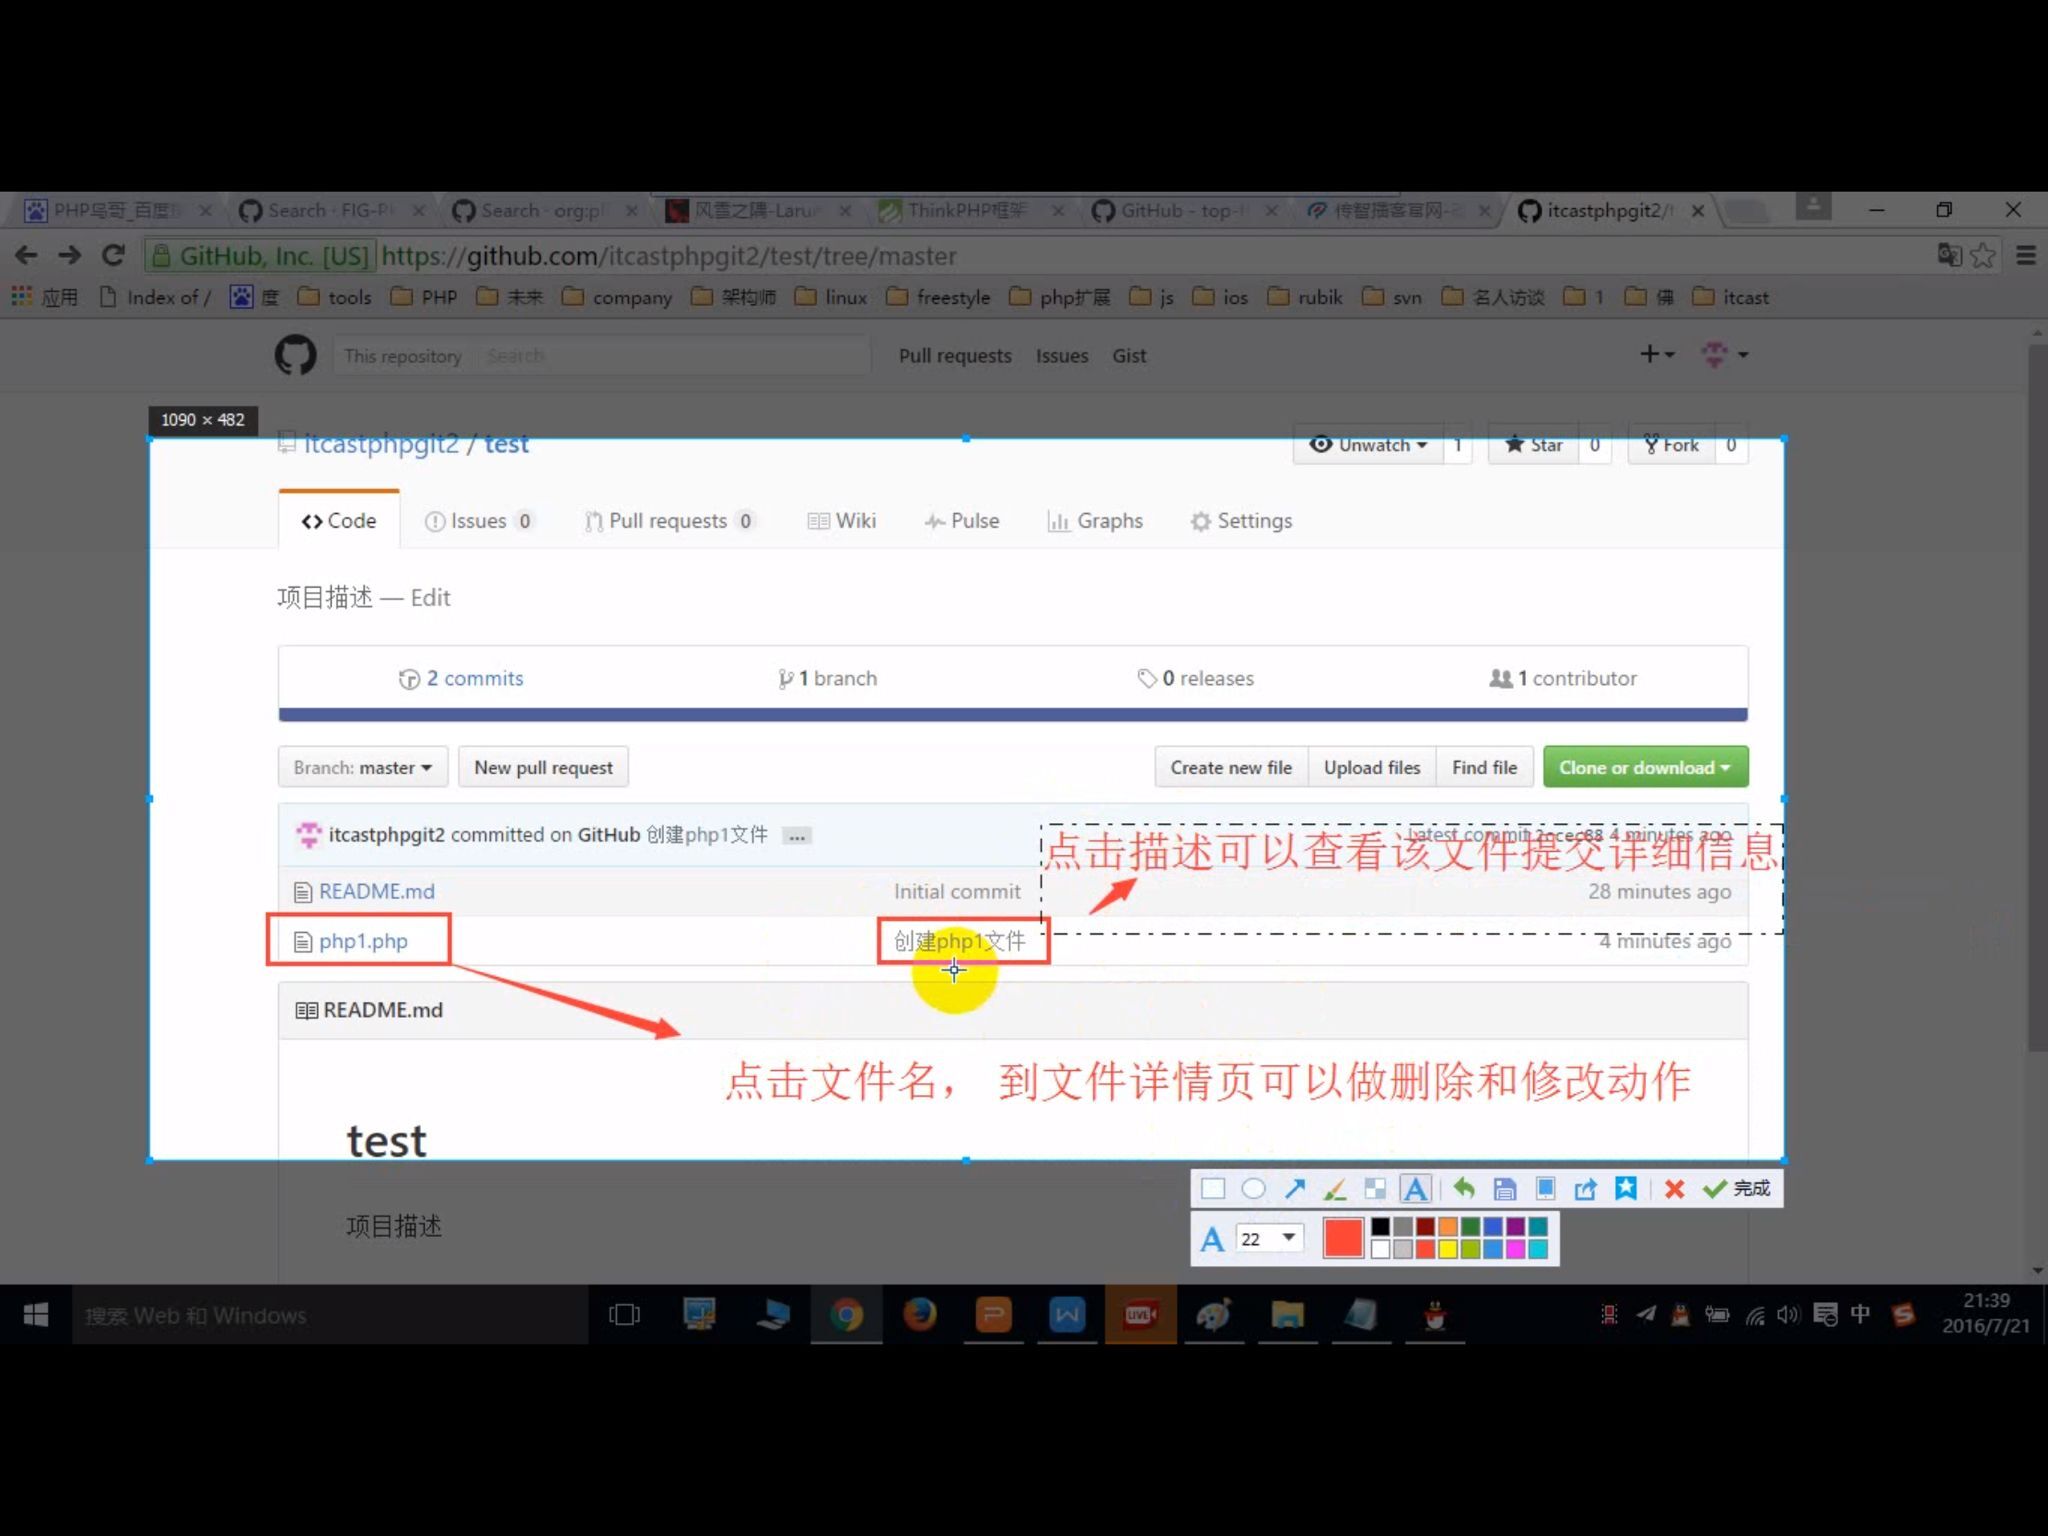 PHP鸟哥_百度
Search · FIG-P
Search · org:p
风雪之隅-Laru
ThinkPHP框架
GitHub - top-
传智播客官网-
itcastphpgit2/t
GitHub, Inc. [US] https://github.com/itcastphpgit2/test/tree/master
应用 Index of / 度 tools PHP 未来 company 架构师 linux freestyle php扩展 js ios rubik svn 名人访谈 1 佛 itcast
This repository Search Pull requests Issues Gist
1090 × 482
itcastphpgit2 / test Unwatch 1 Star 0 Fork 0
Code Issues 0 Pull requests 0 Wiki Pulse Graphs Settings
项目描述 — Edit
2 commits 1 branch 0 releases 1 contributor
Branch: master New pull request Create new file Upload files Find file Clone or download
itcastphpgit2 committed on GitHub 创建php1文件 … Latest commit 4 minutes ago
点击描述可以查看该文件提交详细信息
README.md Initial commit 28 minutes ago
php1.php 创建php1文件 4 minutes ago
README.md
点击文件名， 到文件详情页可以做删除和修改动作
test
完成
项目描述
A 22
搜索 Web 和 Windows
LIVE
中
21:39
2016/7/21